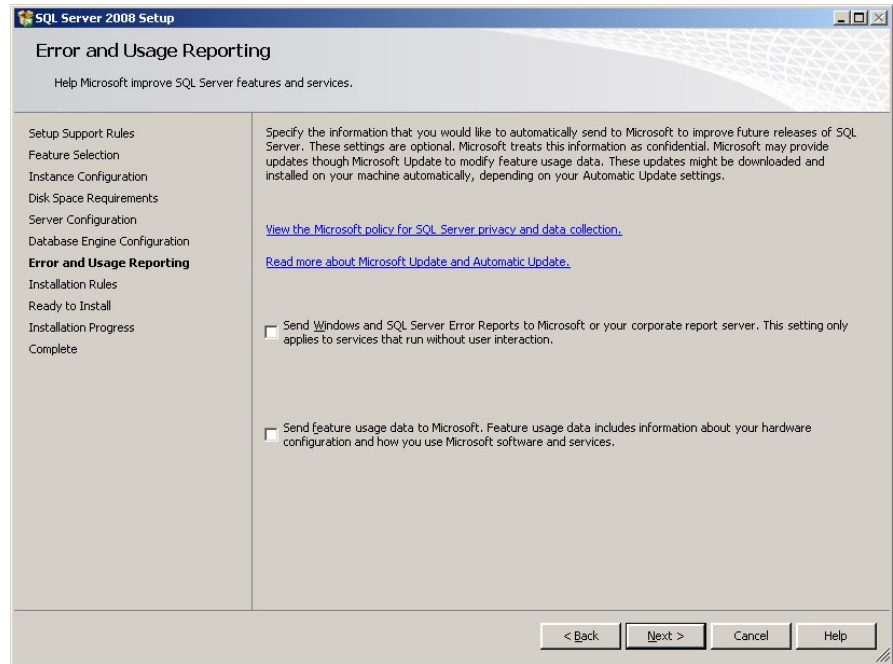 SQL Server 2008 Setup
Error and Usage Reporting
Help Microsoft improve SQL Server features and services.
Setup Support Rules
Feature Selection
Instance Configuration
Disk Space Requirements
Server Configuration
Database Engine Configuration
Error and Usage Reporting
Installation Rules
Ready to Install
Installation Progress
Complete
Specify the information that you would like to automatically send to Microsoft to improve future releases of SQL
Server. These settings are optional. Microsoft treats this information as confidential. Microsoft may provide
updates though Microsoft Update to modify feature usage data. These updates might be downloaded and
installed on your machine automatically, depending on your Automatic Update settings.
View the Microsoft policy for SQL Server privacy and data collection.
Read more about Microsoft Update and Automatic Update.
Send Windows and SQL Server Error Reports to Microsoft or your corporate report server. This setting only
applies to services that run without user interaction.
Send feature usage data to Microsoft. Feature usage data includes information about your hardware
configuration and how you use Microsoft software and services.
< Back
Next >
Cancel
Help